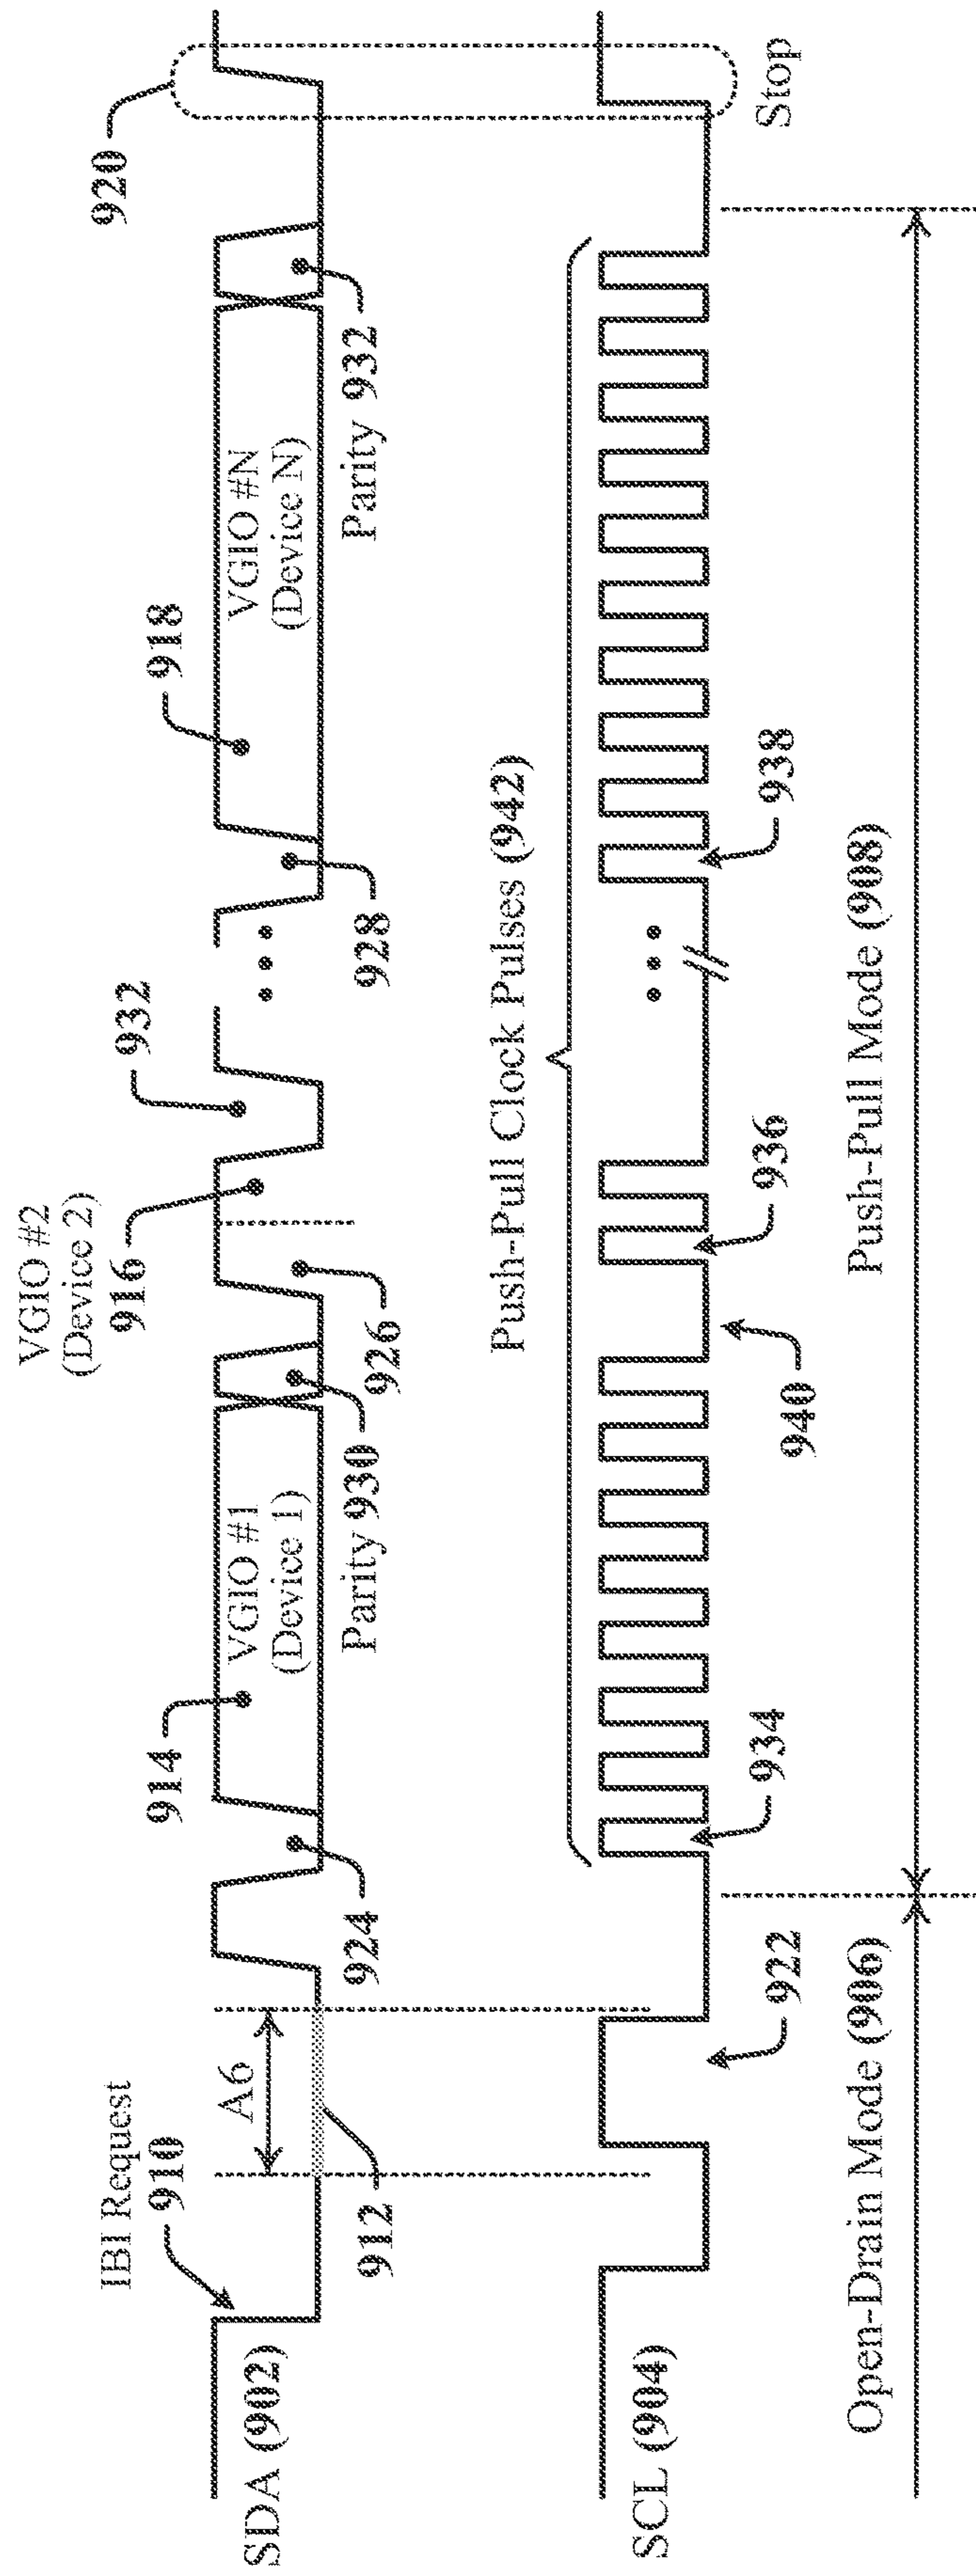 IBI Request
910
A6
912
SDA (902)
914
VGIO #1
(Device 1)
924
Parity 930
926
VGIO #2
(Device 2)
916
932
928
918
VGIO #N
(Device N)
Parity 932
920
Push-Pull Clock Pulses (942)
SCL (904)
922
934
940
936
938
Stop
Open-Drain Mode (906)
Push-Pull Mode (908)